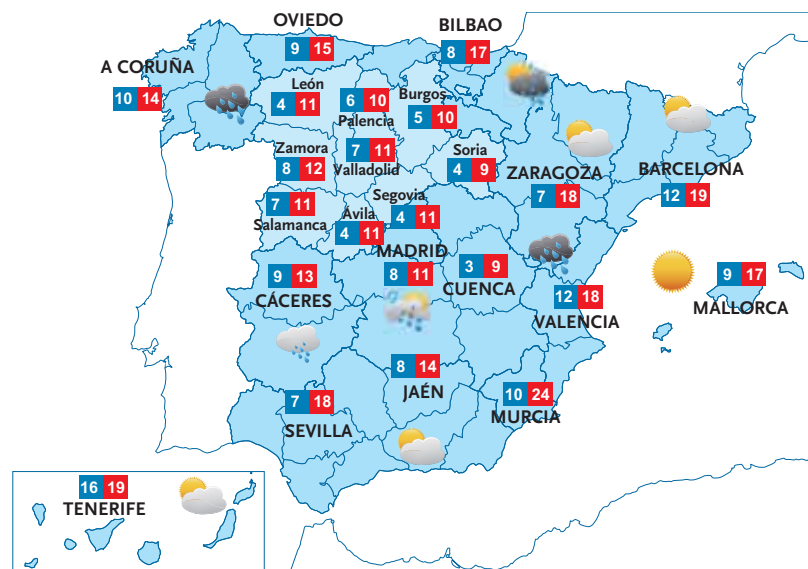 OVIEDO
9 15
BILBAO
8 17
A CORUÑA
10 14
León
4 11
6 10
Palencia
Burgos
5 10
Zamora
8 12
7 11
Valladolid
Soria
4 9
ZARAGOZA
7 18
BARCELONA
12 19
7 11
Salamanca
Ávila
4 11
Segovia
4 11
MADRID
8 11
3 9
CUENCA
9 13
CÁCERES
12 18
VALENCIA
9 17
MALLORCA
8 14
JAÉN
7 18
SEVILLA
10 24
MURCIA
16 19
TENERIFE